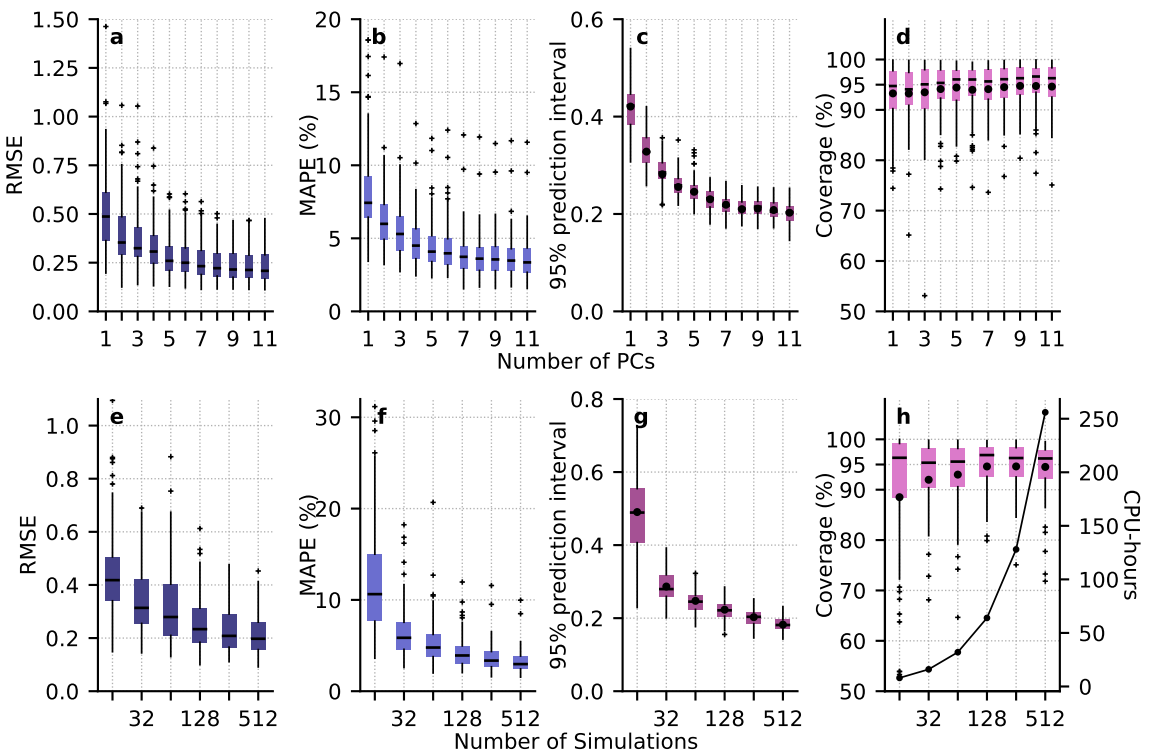 a
b
c
d
RMSE
1.50
1.25
1.00
0.75
0.50
0.25
0.00
1 3 5 7 9 11
MAPE (%)
20
15
10
5
0
1 3 5 7 9 11
95% prediction interval
0.6
0.4
0.2
0.0
1 3 5 7 9 11
Coverage (%)
100
95
90
80
70
60
50
1 3 5 7 9 11
Number of PCs
e
f
g
h
RMSE
1.0
0.8
0.6
0.4
0.2
0.0
32 128 512
MAPE (%)
30
20
10
0
32 128 512
95% prediction interval
0.8
0.6
0.4
0.2
0.0
32 128 512
Coverage (%)
100
95
90
80
70
60
50
32 128 512
250
200
150
100
50
0
CPU-hours
Number of Simulations